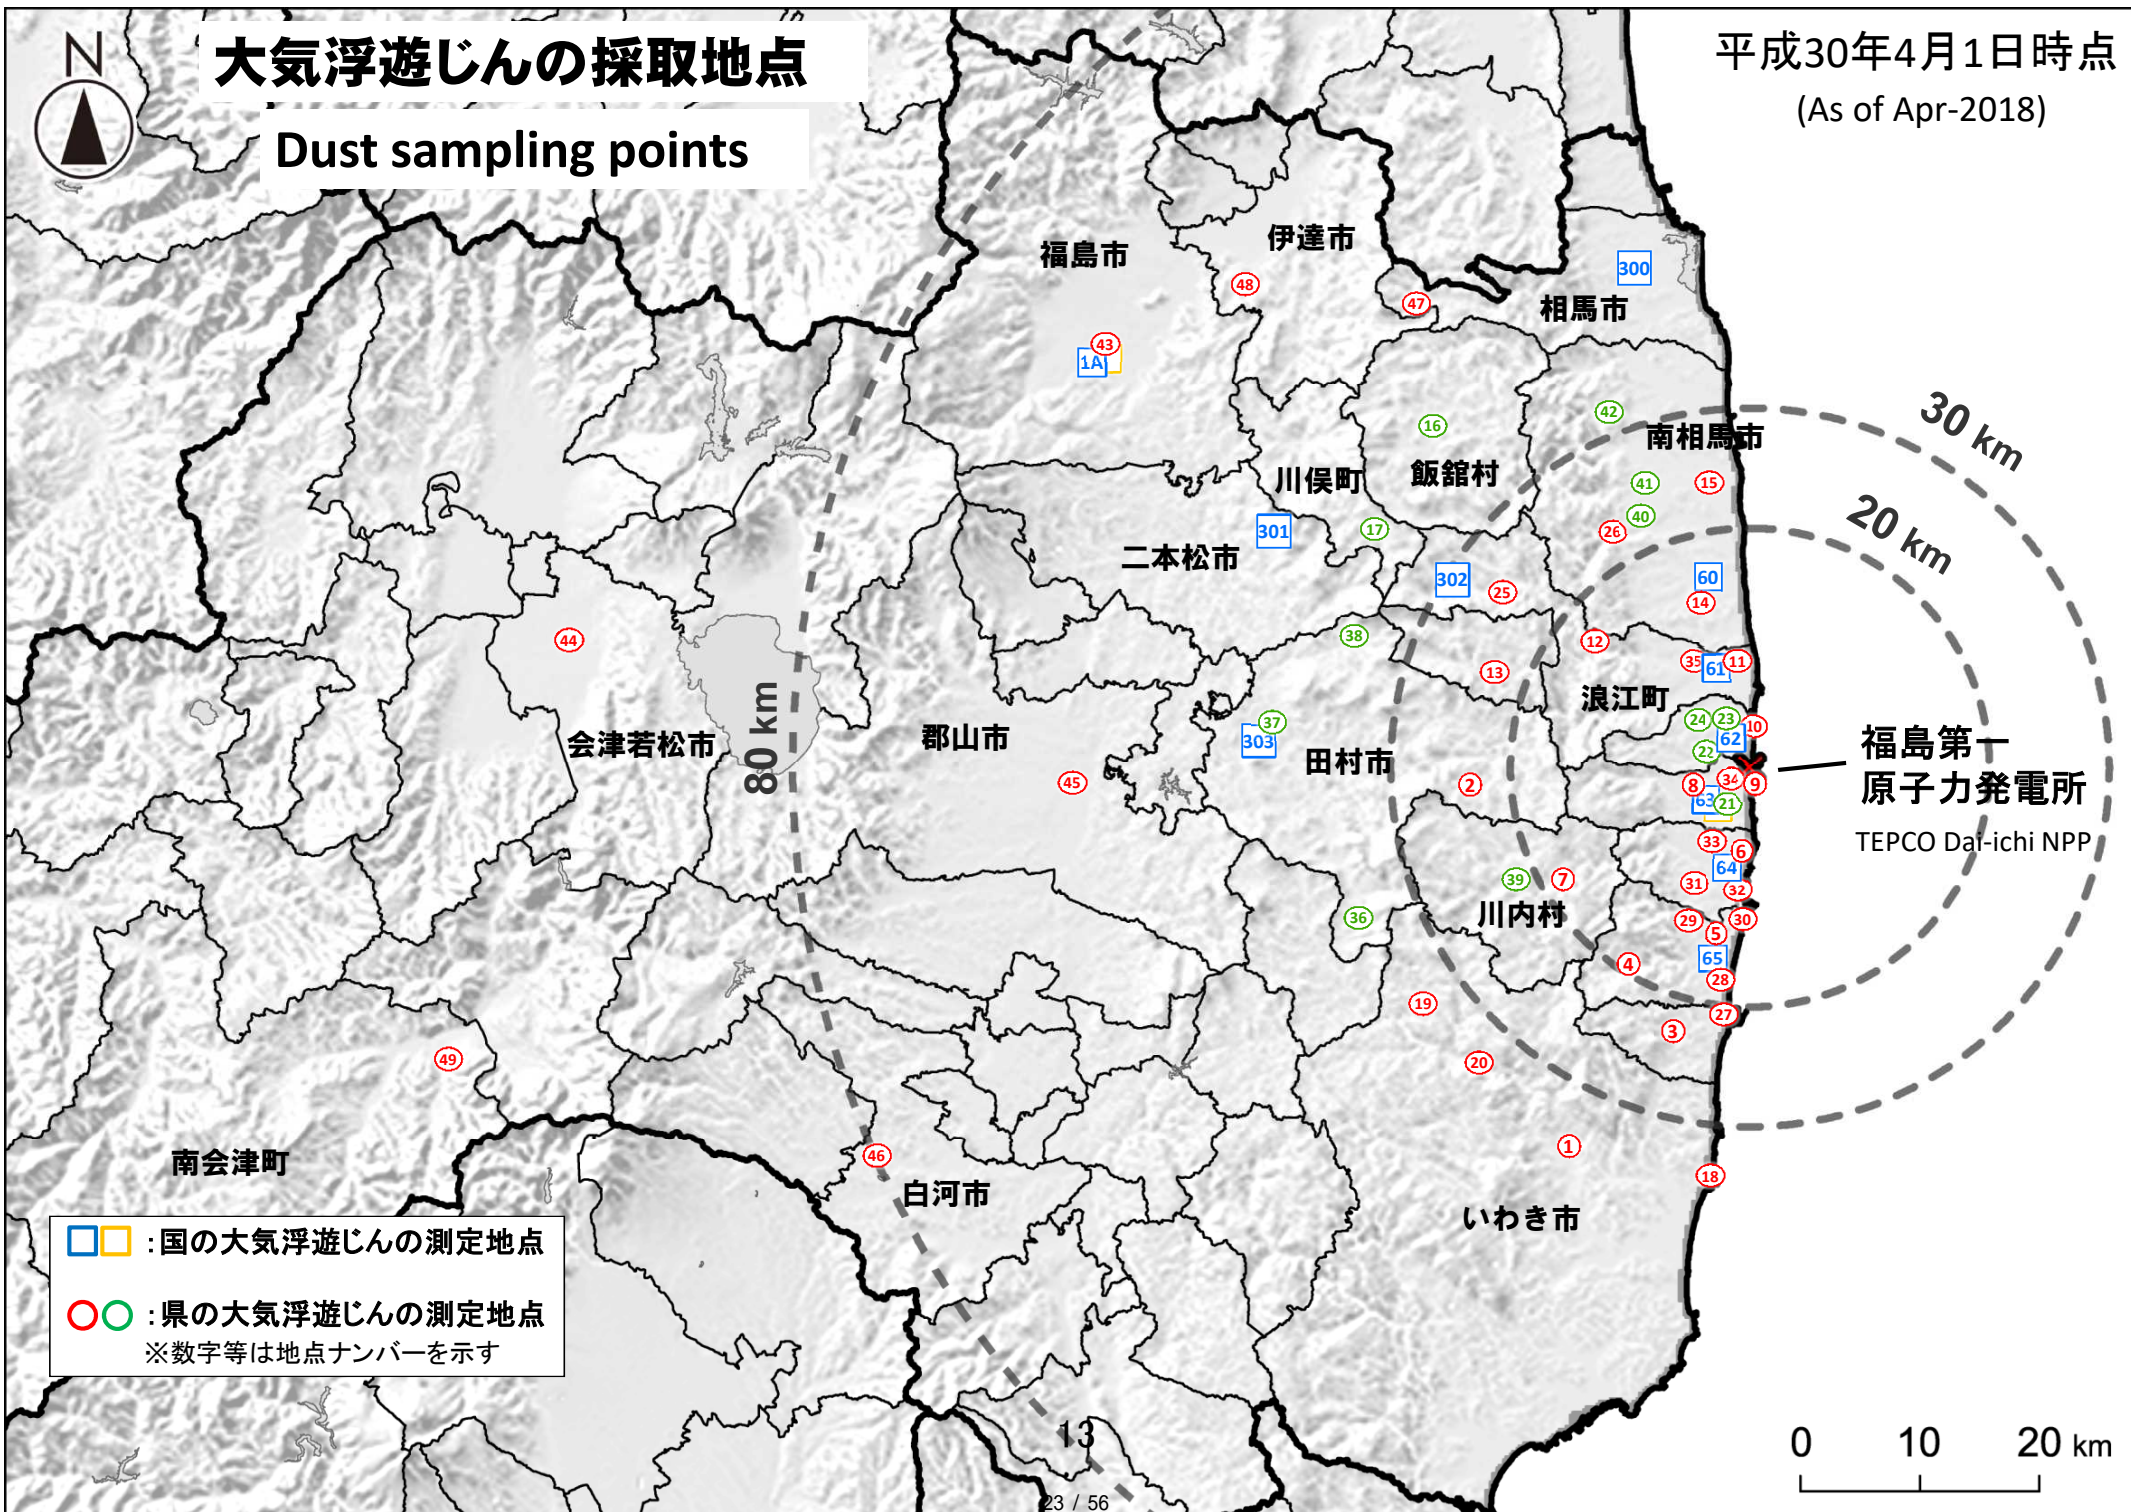 N
大気浮遊じんの採取地点
Dust sampling points
平成30年4月1日時点
(As of Apr-2018)
福島市
伊達市
相馬市
300
48
47
43
1A
42
16
南相馬市
30 km
川俣町
飯舘村
41
15
20 km
301
17
40
26
二本松市
302
25
60
14
44
38
12
13
35
61
11
浪江町
80 km
会津若松市
郡山市
37
303
田村市
24
23
10
62
22
福島第一
原子力発電所
TEPCO Dai-ichi NPP
45
2
8
34
9
63
21
33
6
64
39
7
31
32
川内村
36
29
30
5
65
4
28
19
27
3
49
20
1
46
18
南会津町
白河市
いわき市
:国の大気浮遊じんの測定地点
:県の大気浮遊じんの測定地点
※数字等は地点ナンバーを示す
13
23 / 56
0 10 20 km